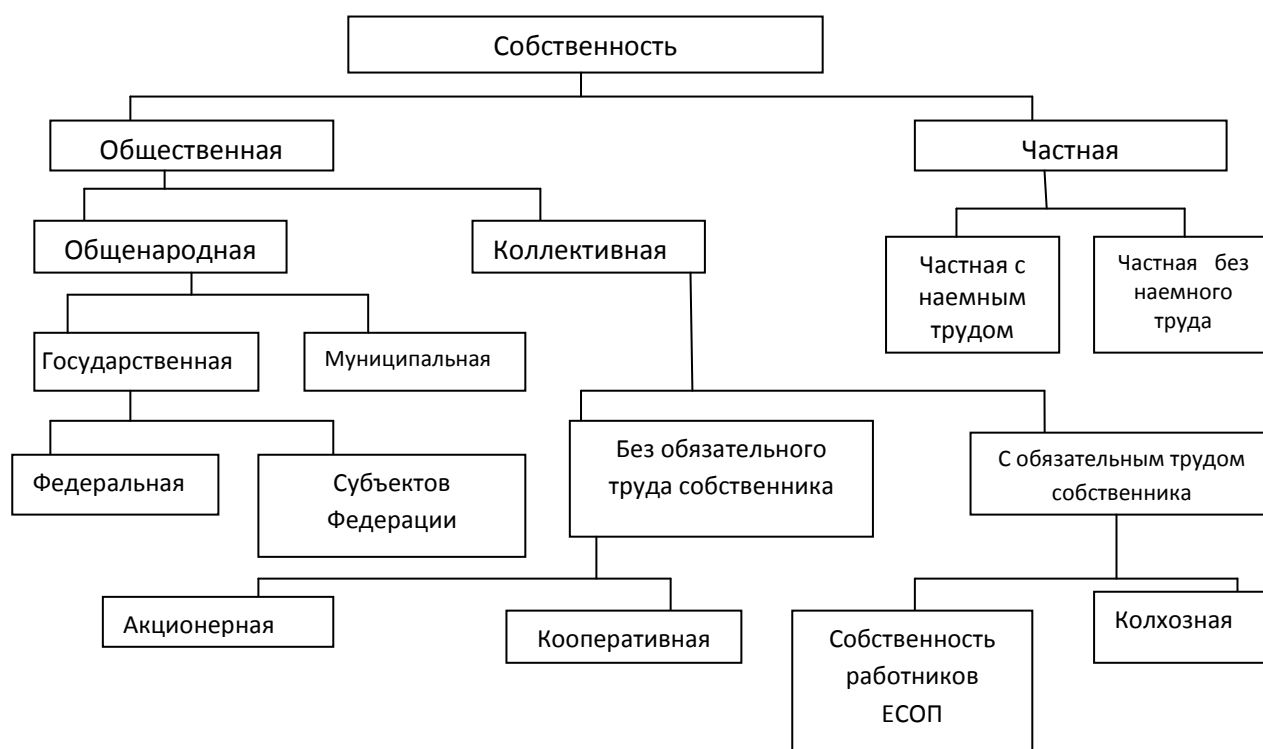 Собственность
Общественная
Частная
Общенародная
Коллективная
Частная с
наемным
трудом
Частная без
наемного
труда
Государственная
Муниципальная
Без обязательного
труда собственника
С обязательным трудом
собственника
Федеральная
Субъектов
Федерации
Акционерная
Кооперативная
Собственность
работников
ЕСОП
Колхозная